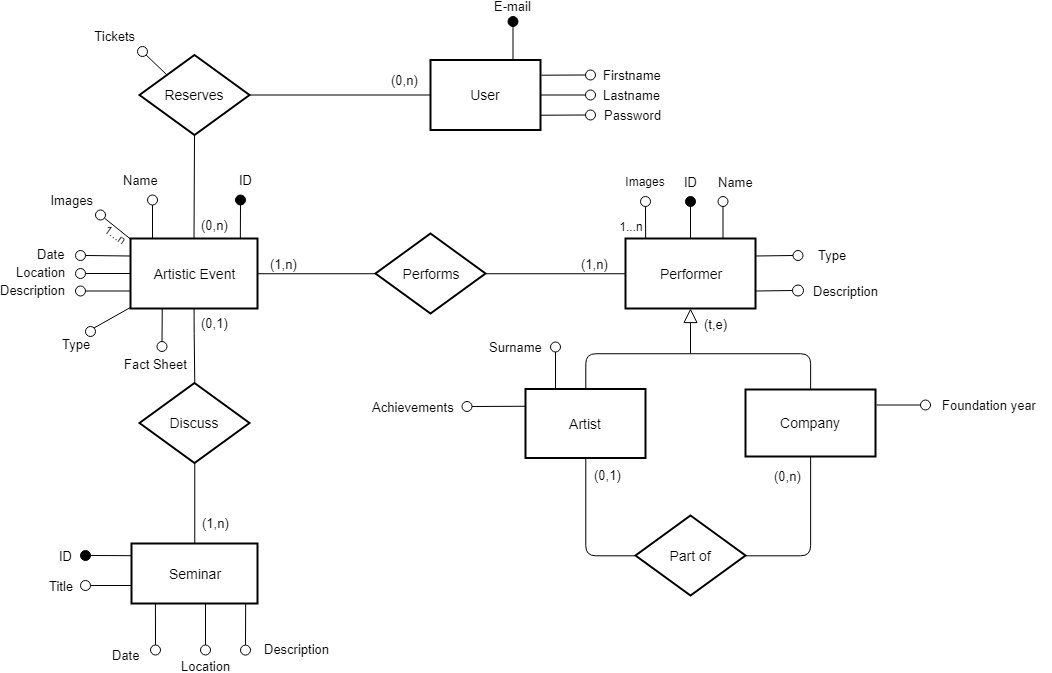 E-mail
Tickets
Reserves
(0,n)
User
Firstname
Lastname
Password
Name
ID
Images
1...n
(0,n)
Date
Location
Description
Artistic Event
(1,n)
Performs
(1,n)
Images
ID
Name
1...n
Performer
Type
Description
(0,1)
Type
Fact Sheet
(t,e)
Surname
Achievements
Artist
Company
Foundation year
Discuss
(0,1)
(0,n)
Part of
(1,n)
ID
Title
Seminar
Date
Location
Description